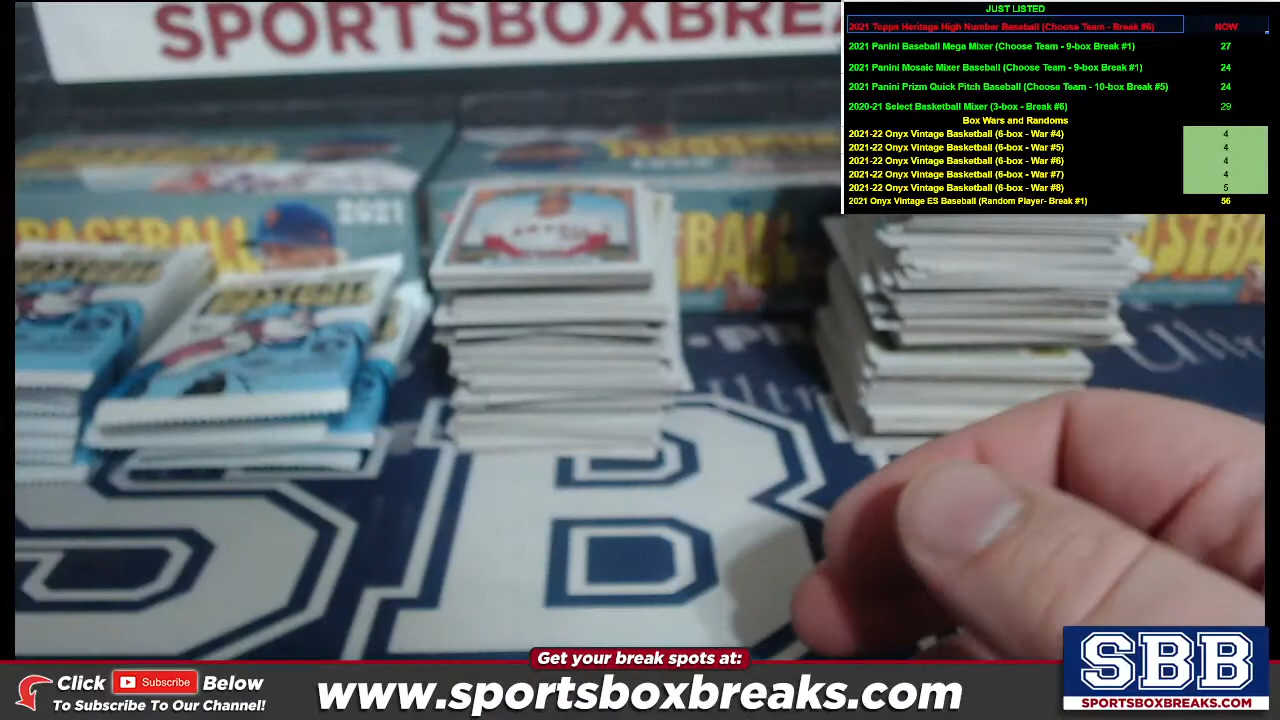 SPORTSBOXBREA
JUST LISTED
2021 Topps Heritage High Number Baseball (Choose Team - Break #6) NOW
2021 Panini Baseball Mega Mixer (Choose Team - 9-box Break #1) 27
2021 Panini Mosaic Mixer Baseball (Choose Team - 9-box Break #1) 24
2021 Panini Prizm Quick Pitch Baseball (Choose Team - 10-box Break #5) 24
2020-21 Select Basketball Mixer (3-box - Break #6) 29
Box Wars and Randoms
2021-22 Onyx Vintage Basketball (6-box - War #4) 4
2021-22 Onyx Vintage Basketball (6-box - War #5) 4
2021-22 Onyx Vintage Basketball (6-box - War #6) 4
2021-22 Onyx Vintage Basketball (6-box - War #7) 4
2021-22 Onyx Vintage Basketball (6-box - War #8) 5
2021 Onyx Vintage ES Baseball (Random Player- Break #1) 56
2021
BASEBALL
SEBALL
SB
Get your break spots at:
Click Subscribe Below
To Subscribe To Our Channel!
www.sportsboxbreaks.com
SBB
SPORTSBOXBREAKS.COM